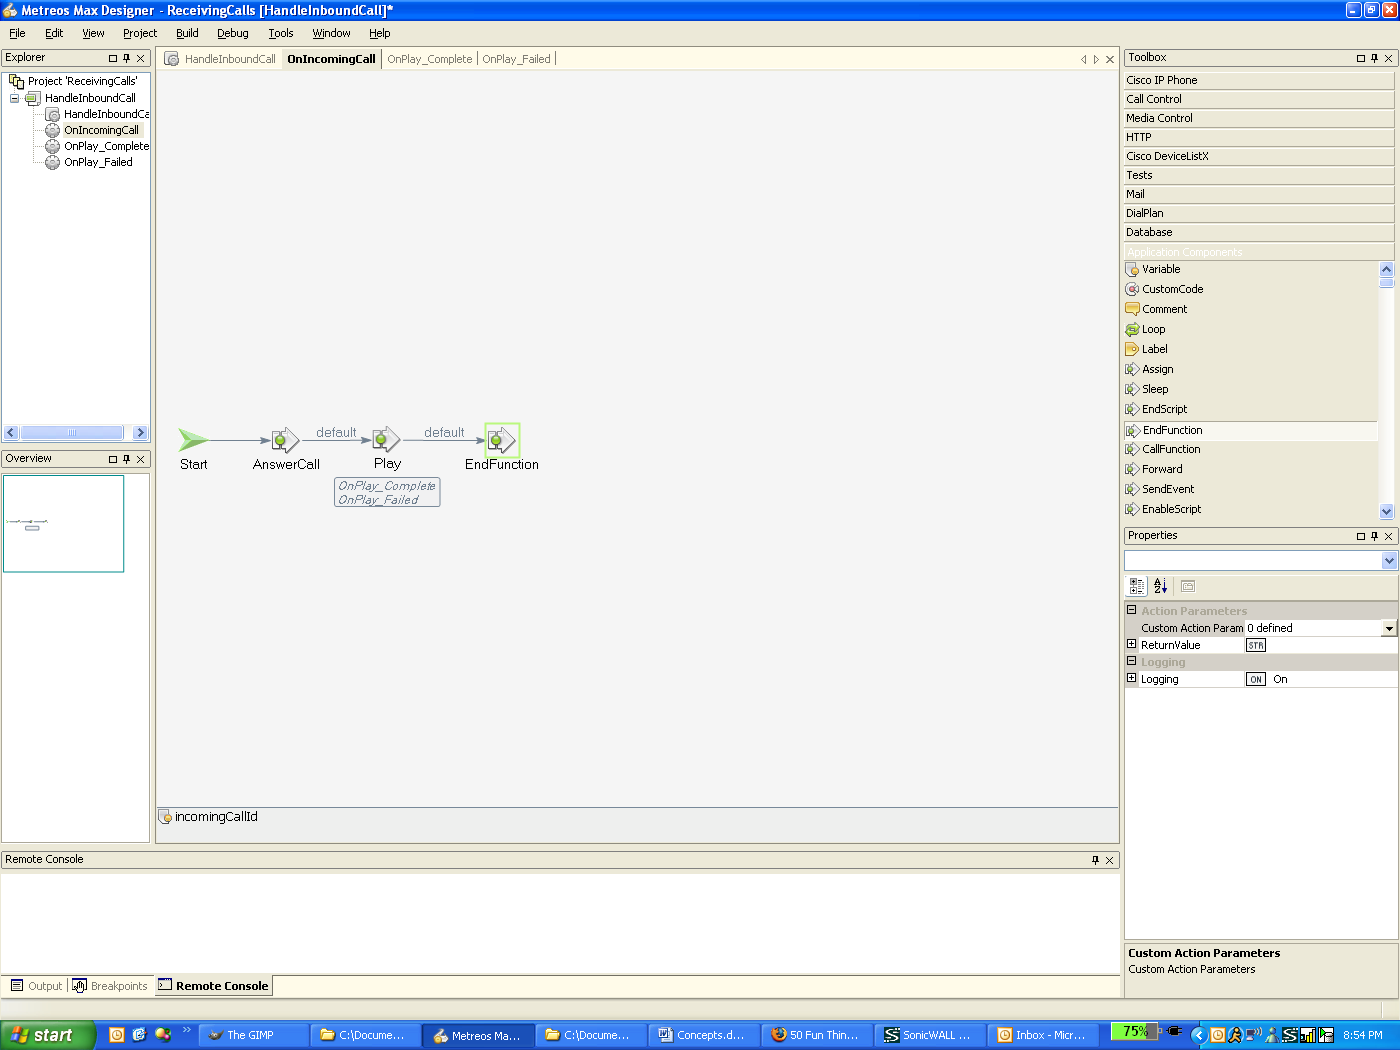 Metreos Max Designer - ReceivingCalls [HandleInboundCall]*
File Edit View Project Build Debug Tools Window Help
Explorer
Project 'ReceivingCalls'
HandleInboundCall
HandleInboundCa
OnIncomingCall
OnPlay_Complete
OnPlay_Failed
Overview
HandleInboundCall OnIncomingCall OnPlay_Complete OnPlay_Failed
default default
Start AnswerCall Play EndFunction
OnPlay_Complete
OnPlay_Failed
incomingCallId
Toolbox
Cisco IP Phone
Call Control
Media Control
HTTP
Cisco DeviceListX
Tests
Mail
DialPlan
Database
Application Components
Variable
CustomCode
Comment
Loop
Label
Assign
Sleep
EndScript
EndFunction
CallFunction
Forward
SendEvent
EnableScript
Properties
Action Parameters
Custom Action Param 0 defined
ReturnValue STR
Logging
Logging ON On
Custom Action Parameters
Custom Action Parameters
Remote Console
Output Breakpoints Remote Console
start The GIMP C:\Docume... Metreos Ma... C:\Docume... Concepts.d... 50 Fun Thin... SonicWALL ... Inbox - Micr... 75% 8:54 PM